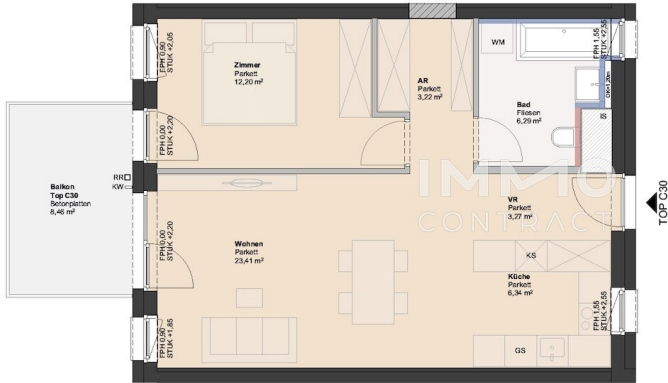 FPH 0,90
STUK +2,05
Zimmer
Parkett
12,20 m²
AR
Parkett
3,22 m²
WM
Bad
Fliesen
6,29 m²
FPH 1,55
STUK +2,55
OK+1,20m
IS
FPH 0,00
STUK +2,20
RR
KW
Balkon
Top C30
Betonplatten
8,46 m²
IMMO
CONTRACT
VR
Parkett
3,27 m²
TOP C30
FPH 0,00
STUK +2,20
Wohnen
Parkett
23,41 m²
KS
Küche
Parkett
6,34 m²
FPH 0,90
STUK +1,85
GS
FPH 1,55
STUK +2,55